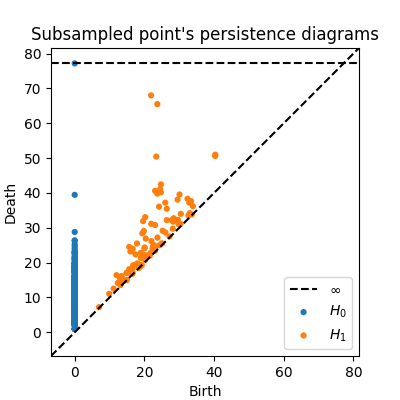 Subsampled point's persistence diagrams
80
70
60
50
40
30
20
10
0
Death
∞
H₀
H₁
0 20 40 60 80
Birth